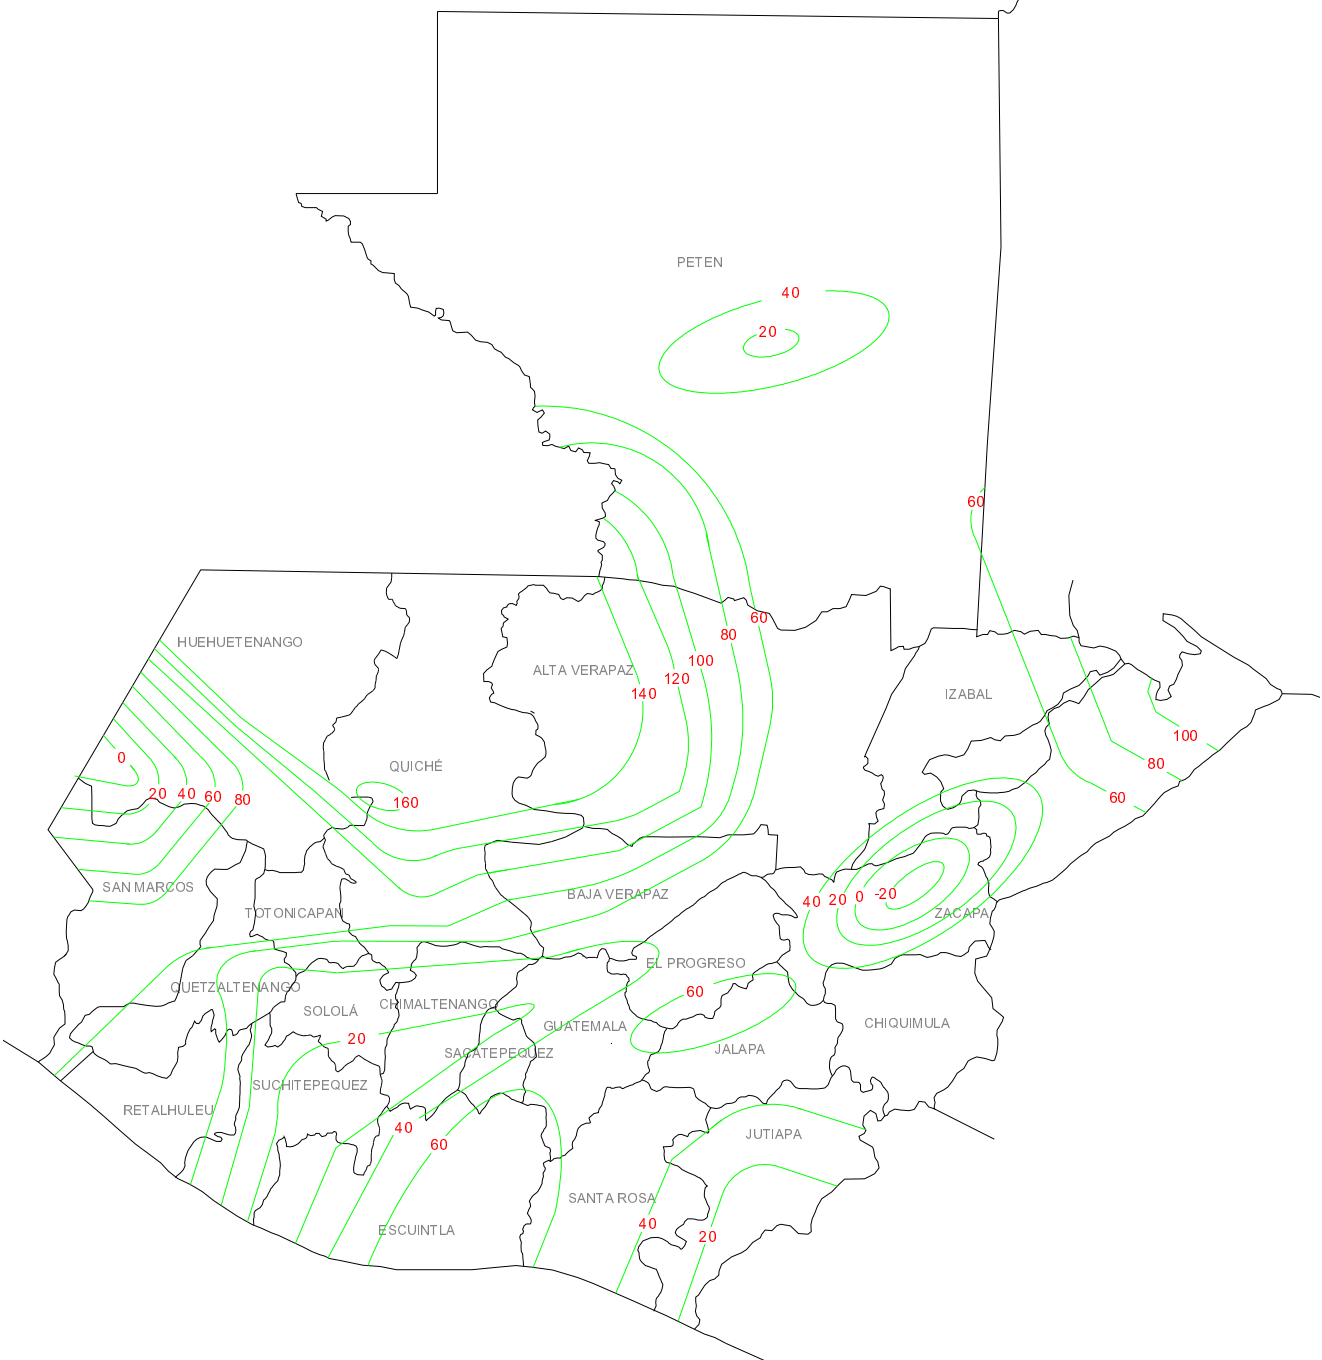 PETEN
40
20
60
HUEHUETENANGO
60
80
100
ALTA VERAPAZ
120
140
IZABAL
100
0
QUICHÉ
80
20
40
60
80
160
60
SAN MARCOS
BAJA VERAPAZ
40
20
0
-20
TOTONICAPAN
ZACAPA
EL PROGRESO
QUETZALTENANGO
60
SOLOLÁ
CHIMALTENANGO
GUATEMALA
CHIQUIMULA
20
SACATEPEQUEZ
JALAPA
SUCHITEPEQUEZ
RETALHULEU
40
60
JUTIAPA
SANTA ROSA
ESCUINTLA
40
20